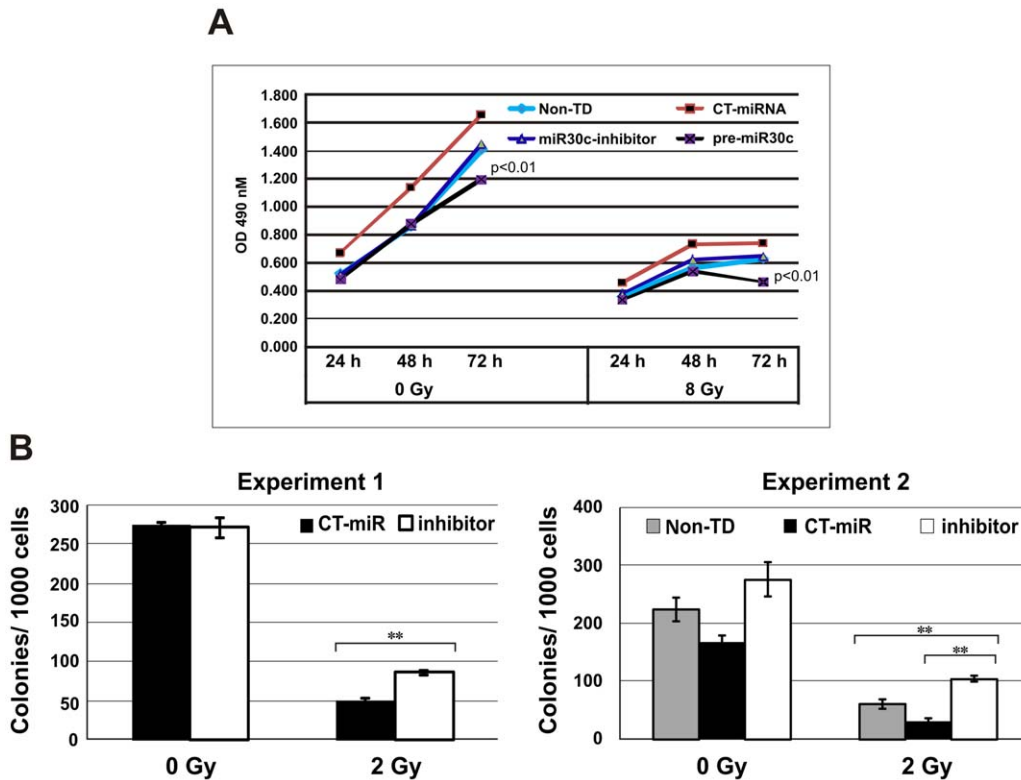 A
1.800
1.600
1.400
1.200
1.000
0.800
0.600
0.400
0.200
0.000
OD 490 nM
Non-TD CT-miRNA
miR30c-inhibitor pre-miR30c
p<0.01
p<0.01
24 h 48 h 72 h 24 h 48 h 72 h
0 Gy 8 Gy
B
Experiment 1
300
250
200
150
100
50
0
Colonies/ 1000 cells
CT-miR inhibitor
**
0 Gy 2 Gy
Experiment 2
400
300
200
100
0
Colonies/ 1000 cells
Non-TD CT-miR inhibitor
**
**
0 Gy 2 Gy